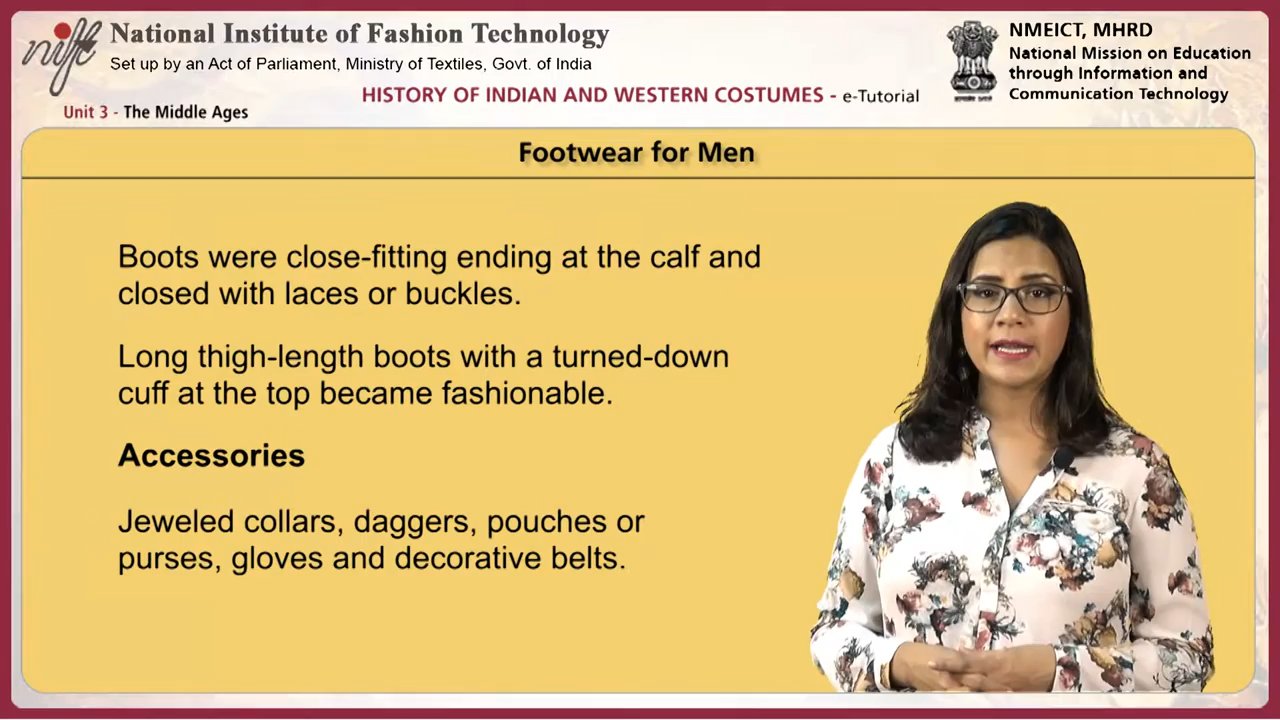 nift
National Institute of Fashion Technology
Set up by an Act of Parliament, Ministry of Textiles, Govt. of India
HISTORY OF INDIAN AND WESTERN COSTUMES - e-Tutorial
Unit 3 - The Middle Ages
NMEICT, MHRD
National Mission on Education
through Information and
Communication Technology
Footwear for Men
Boots were close-fitting ending at the calf and
closed with laces or buckles.
Long thigh-length boots with a turned-down
cuff at the top became fashionable.
Accessories
Jeweled collars, daggers, pouches or
purses, gloves and decorative belts.